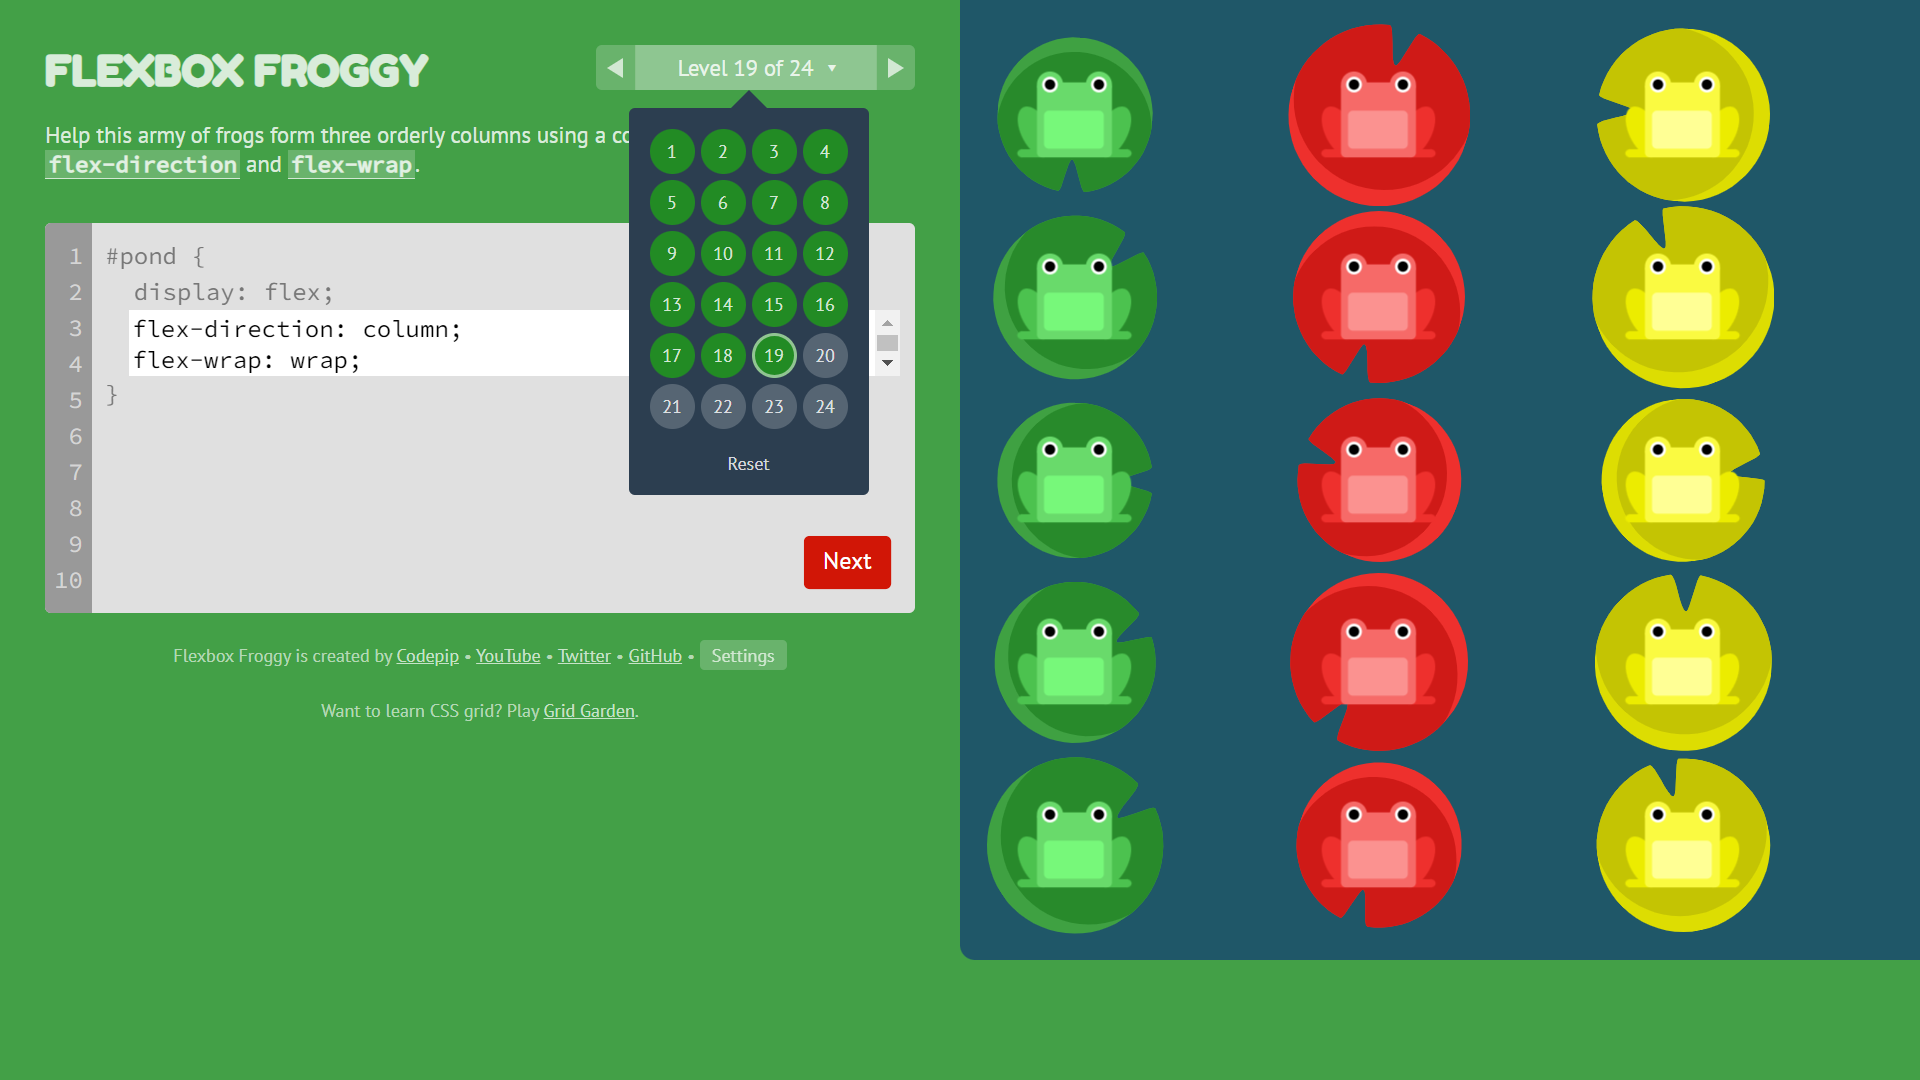 FLEXBOX FROGGY
Level 19 of 24 ▾
Help this army of frogs form three orderly columns using a co
flex-direction and flex-wrap.
1 #pond {
2 display: flex;
3 flex-direction: column;
4 flex-wrap: wrap;
5 }
6
7
8
9
10
1 2 3 4
5 6 7 8
9 10 11 12
13 14 15 16
17 18 19 20
21 22 23 24
Reset
Next
Flexbox Froggy is created by Codepip • YouTube • Twitter • GitHub • Settings
Want to learn CSS grid? Play Grid Garden.